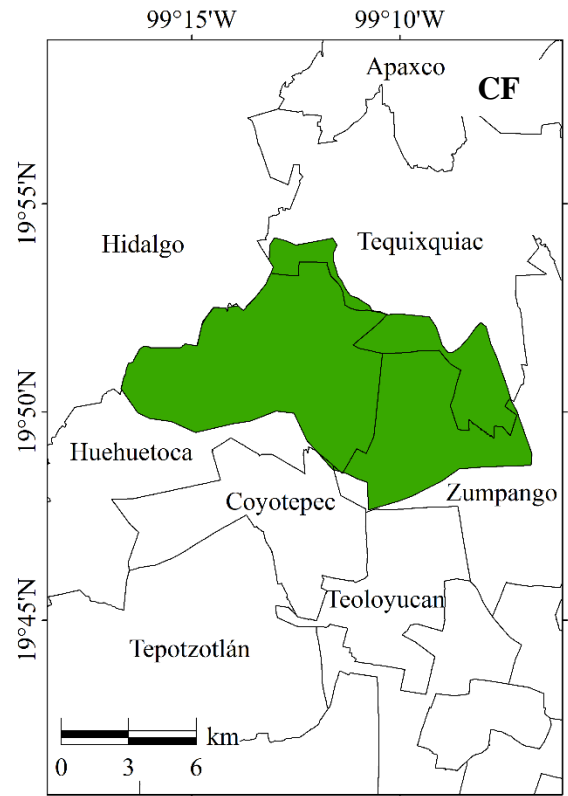 99°15'W 99°10'W
Apaxco
CF
19°55'N
Hidalgo
Tequixquiac
19°50'N
Huehuetoca
Coyotepec
Zumpango
Teoloyucan
19°45'N
Tepotzotlán
km
0 3 6